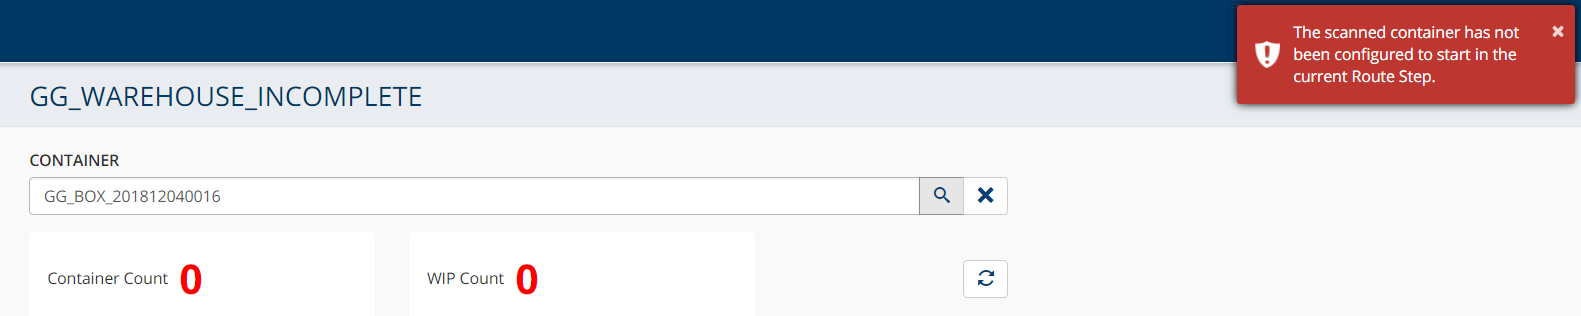 The scanned container has not
been configured to start in the
current Route Step.
GG_WAREHOUSE_INCOMPLETE
CONTAINER
GG_BOX_201812040016
Container Count 0
WIP Count 0